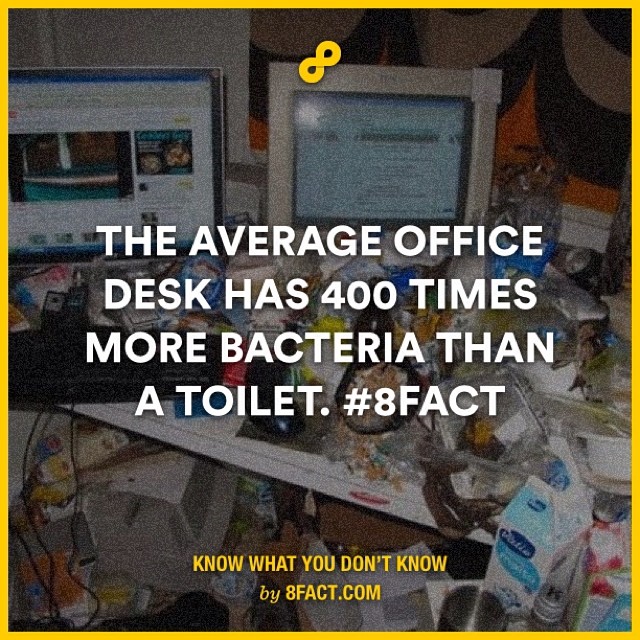 THE AVERAGE OFFICE
DESK HAS 400 TIMES
MORE BACTERIA THAN
A TOILET. #8FACT
KNOW WHAT YOU DON'T KNOW
by 8FACT.COM
Valio